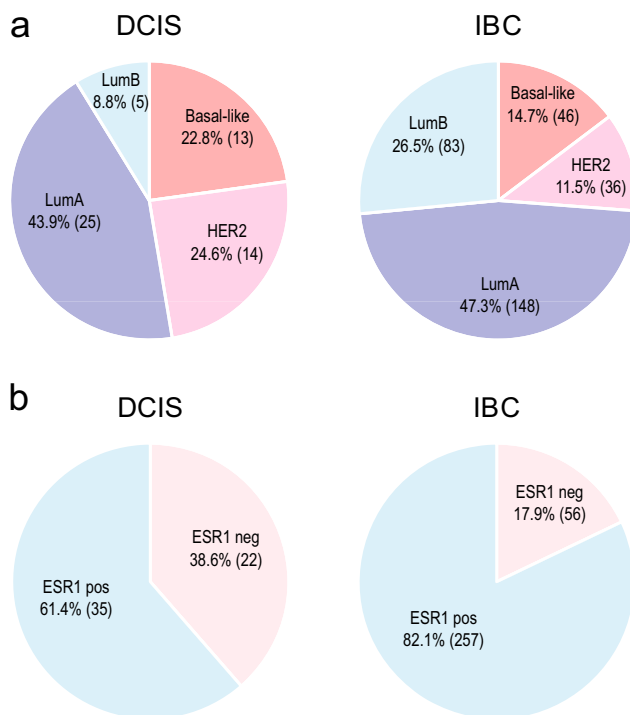 a
DCIS
IBC
LumB
8.8% (5)
Basal-like
22.8% (13)
LumA
43.9% (25)
HER2
24.6% (14)
Basal-like
14.7% (46)
LumB
26.5% (83)
HER2
11.5% (36)
LumA
47.3% (148)
b
DCIS
IBC
ESR1 neg
38.6% (22)
ESR1 pos
61.4% (35)
ESR1 neg
17.9% (56)
ESR1 pos
82.1% (257)